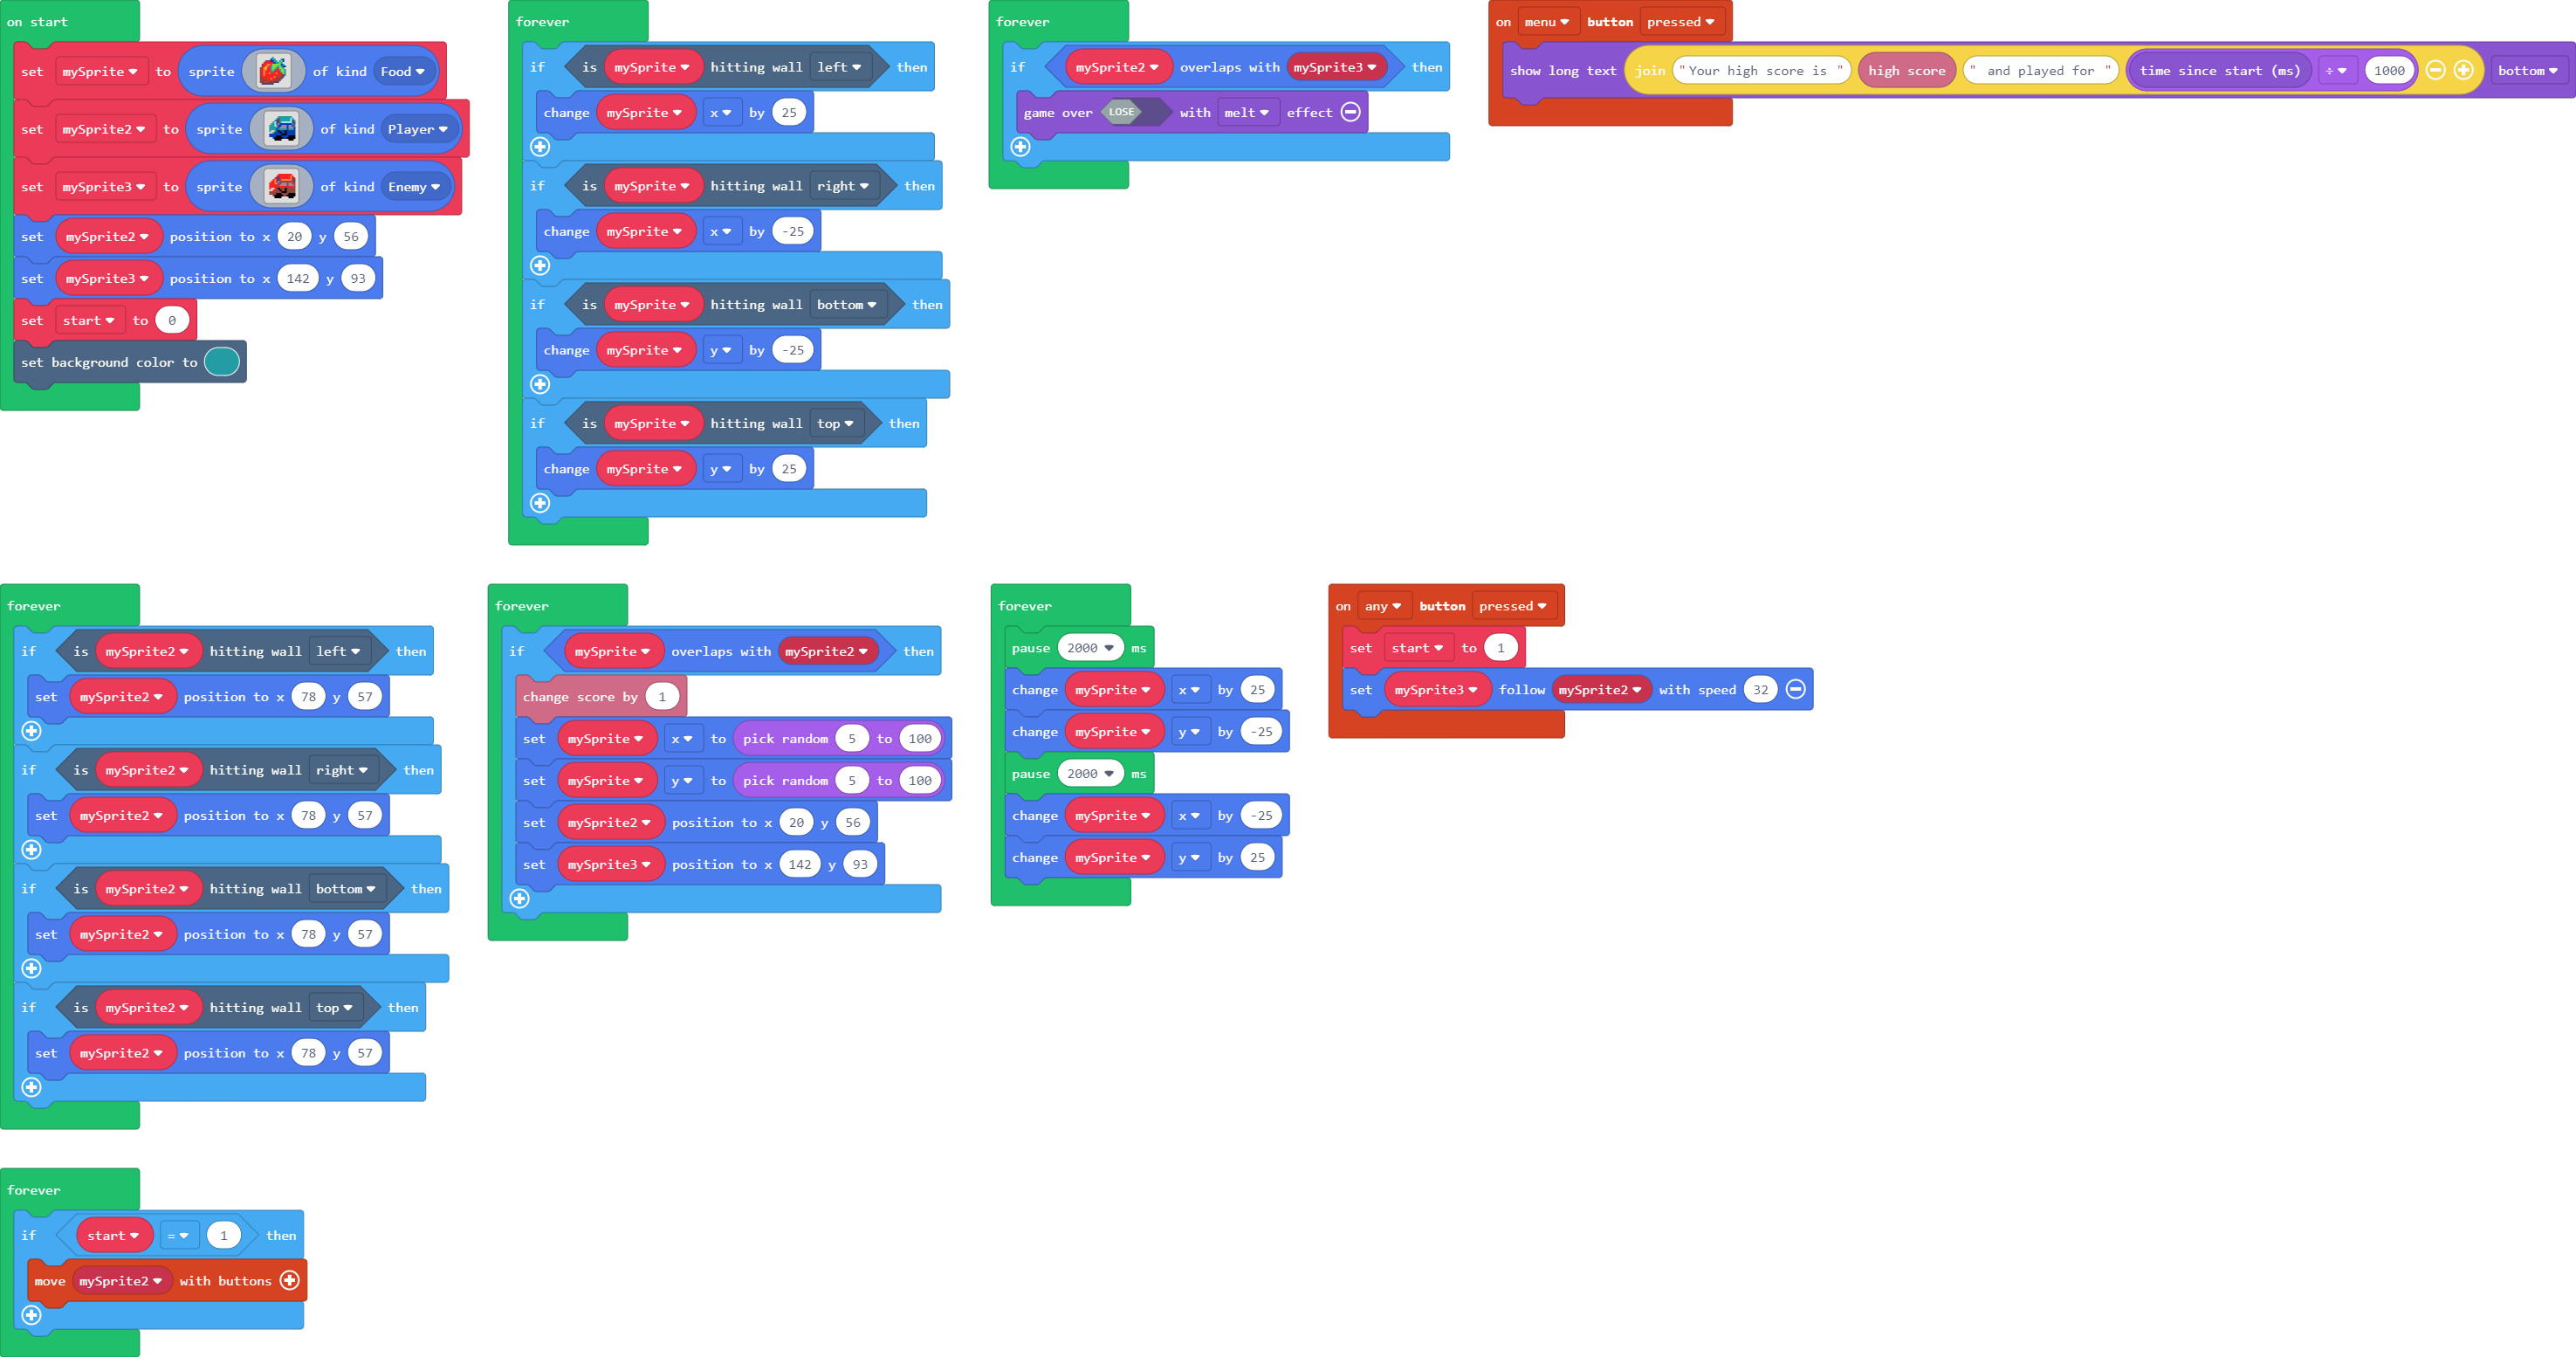 on start
set mySprite to sprite of kind Food
set mySprite2 to sprite of kind Player
set mySprite3 to sprite of kind Enemy
set mySprite2 position to x 20 y 56
set mySprite3 position to x 142 y 93
set start to 0
set background color to
forever
if is mySprite hitting wall left then
change mySprite x by 25
if is mySprite hitting wall right then
change mySprite x by -25
if is mySprite hitting wall bottom then
change mySprite y by -25
if is mySprite hitting wall top then
change mySprite y by 25
forever
if mySprite2 overlaps with mySprite3 then
game over LOSE with melt effect
on menu button pressed
show long text join "Your high score is " high score " and played for " time since start (ms) ÷ 1000 bottom
forever
if is mySprite2 hitting wall left then
set mySprite2 position to x 78 y 57
if is mySprite2 hitting wall right then
set mySprite2 position to x 78 y 57
if is mySprite2 hitting wall bottom then
set mySprite2 position to x 78 y 57
if is mySprite2 hitting wall top then
set mySprite2 position to x 78 y 57
forever
if mySprite overlaps with mySprite2 then
change score by 1
set mySprite x to pick random 5 to 100
set mySprite y to pick random 5 to 100
set mySprite2 position to x 20 y 56
set mySprite3 position to x 142 y 93
forever
pause 2000 ms
change mySprite x by 25
change mySprite y by -25
pause 2000 ms
change mySprite x by -25
change mySprite y by 25
on any button pressed
set start to 1
set mySprite3 follow mySprite2 with speed 32
forever
if start = 1 then
move mySprite2 with buttons